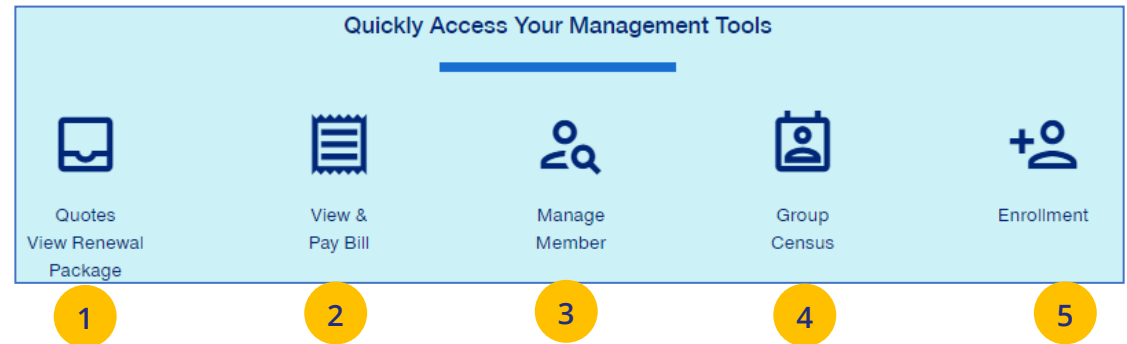 Quickly Access Your Management Tools
Quotes
View Renewal
Package
View &
Pay Bill
Manage
Member
Group
Census
Enrollment
1
2
3
4
5